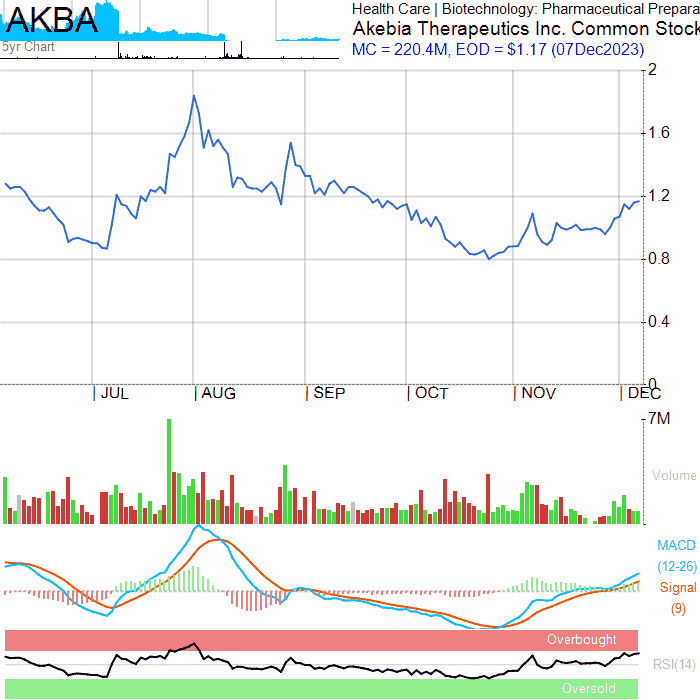 AKBA
5yr Chart
Health Care | Biotechnology: Pharmaceutical Prepara
Akebia Therapeutics Inc. Common Stock
MC = 220.4M, EOD = $1.17 (07Dec2023)
2
1.6
1.2
0.8
0.4
0
JUL AUG SEP OCT NOV DEC
7M
Volume
MACD
(12-26)
Signal
(9)
Overbought
RSI(14)
Oversold